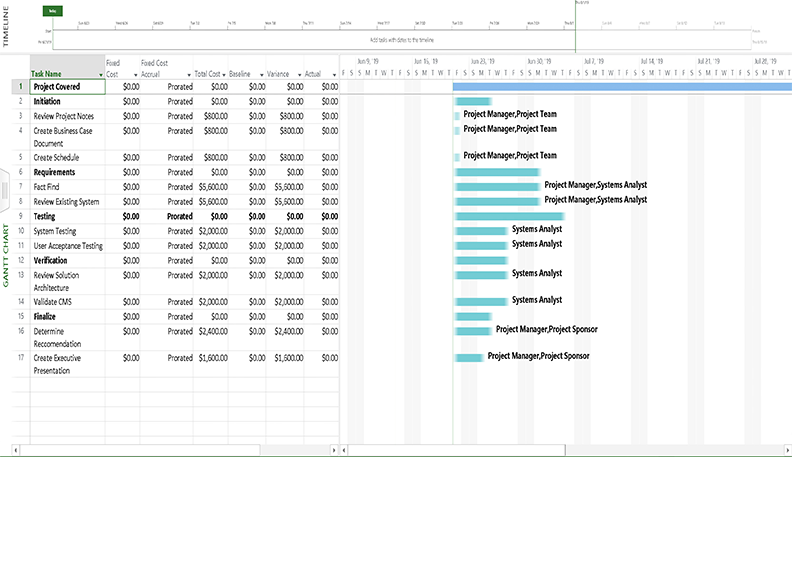 TIMELINE
Today
Add tasks with dates to the timeline
GANTT CHART
Fixed Fixed Cost
Task Name Cost Accrual Total Cost Baseline Variance Actual
Jun 9, '19 Jun 16, '19 Jun 23, '19 Jun 30, '19 Jul 7, '19 Jul 14, '19 Jul 21, '19 Jul 28, '19
1 Project Covered $0.00 Prorated $0.00 $0.00 $0.00 $0.00
2 Initiation $0.00 Prorated $0.00 $0.00 $0.00 $0.00
3 Review Project Notes $0.00 Prorated $800.00 $0.00 $800.00 $0.00 Project Manager,Project Team
4 Create Business Case $0.00 Prorated $800.00 $0.00 $800.00 $0.00 Project Manager,Project Team
Document
5 Create Schedule $0.00 Prorated $800.00 $0.00 $800.00 $0.00 Project Manager,Project Team
6 Requirements $0.00 Prorated $0.00 $0.00 $0.00 $0.00
7 Fact Find $0.00 Prorated $5,600.00 $0.00 $5,600.00 $0.00 Project Manager,Systems Analyst
8 Review Existing System $0.00 Prorated $5,600.00 $0.00 $5,600.00 $0.00 Project Manager,Systems Analyst
9 Testing $0.00 Prorated $0.00 $0.00 $0.00 $0.00
10 System Testing $0.00 Prorated $2,000.00 $0.00 $2,000.00 $0.00 Systems Analyst
11 User Acceptance Testing $0.00 Prorated $2,000.00 $0.00 $2,000.00 $0.00 Systems Analyst
12 Verification $0.00 Prorated $0.00 $0.00 $0.00 $0.00
13 Review Solution $0.00 Prorated $2,000.00 $0.00 $2,000.00 $0.00 Systems Analyst
Architecture
14 Validate CMS $0.00 Prorated $2,000.00 $0.00 $2,000.00 $0.00 Systems Analyst
15 Finalize $0.00 Prorated $0.00 $0.00 $0.00 $0.00
16 Determine $0.00 Prorated $2,400.00 $0.00 $2,400.00 $0.00 Project Manager,Project Sponsor
Reccomendation
17 Create Executive $0.00 Prorated $1,600.00 $0.00 $1,600.00 $0.00 Project Manager,Project Sponsor
Presentation